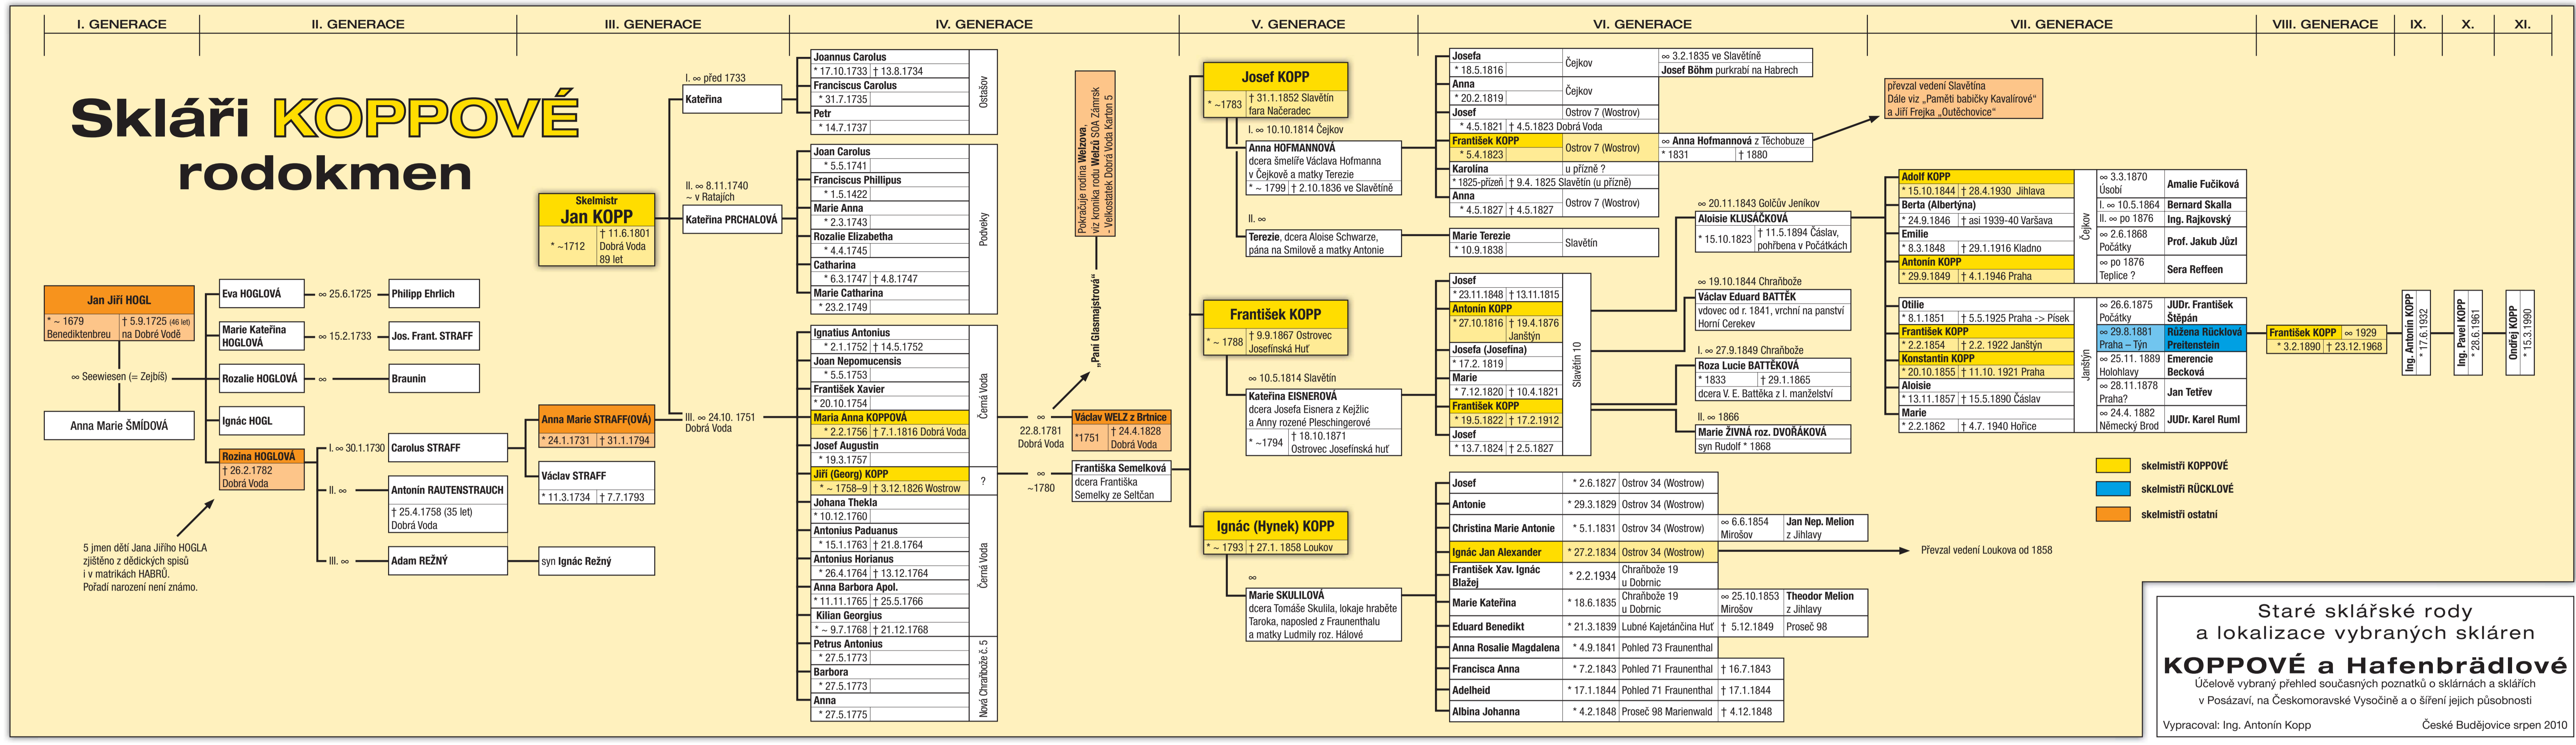 I. GENERACE
II. GENERACE
III. GENERACE
IV. GENERACE
V. GENERACE
VI. GENERACE
VII. GENERACE
VIII. GENERACE
IX.
X.
XI.
Skláři KOPPOVÉ
rodokmen
Jan Jiří HOGL
* ~ 1679
Benediktenbreu
† 5.9.1725 (46 let)
na Dobré Vodě
∞ Seewiesen (= Zejbíš)
Anna Marie ŠMÍDOVÁ
Eva HOGLOVÁ
∞ 25.6.1725
Philipp Ehrlich
Marie Kateřina
HOGLOVÁ
∞ 15.2.1733
Jos. Frant. STRAFF
Rozalie HOGLOVÁ
∞
Braunin
Ignác HOGL
Rozina HOGLOVÁ
† 26.2.1782
Dobrá Voda
I. ∞ 30.1.1730
Carolus STRAFF
II. ∞
Antonín RAUTENSTRAUCH
† 25.4.1758 (35 let)
Dobrá Voda
III. ∞
Adam REŽNÝ
5 jmen dětí Jana Jiřího HOGLA
zjištěno z dědických spisů
i v matrikách HABRŮ.
Pořadí narození není známo.
Skelmistr
Jan KOPP
* ~1712
† 11.6.1801
Dobrá Voda
89 let
Anna Marie STRAFF(OVÁ)
* 24.1.1731
† 31.1.1794
Václav STRAFF
* 11.3.1734
† 7.7.1793
syn Ignác Režný
I. ∞ před 1733
Kateřina
II. ∞ 8.11.1740
~ v Ratajích
Kateřina PRCHALOVÁ
III. ∞ 24.10. 1751
Dobrá Voda
Joannus Carolus
* 17.10.1733 † 13.8.1734
Franciscus Carolus
* 31.7.1735
Petr
* 14.7.1737
Ostašov
Joan Carolus
* 5.5.1741
Franciscus Phillipus
* 1.5.1422
Marie Anna
* 2.3.1743
Rozalie Elizabetha
* 4.4.1745
Catharina
* 6.3.1747 † 4.8.1747
Marie Catharina
* 23.2.1749
Podveky
Ignatius Antonius
* 2.1.1752 † 14.5.1752
Joan Nepomucensis
* 5.5.1753
František Xavier
* 20.10.1754
Maria Anna KOPPOVÁ
* 2.2.1756 † 7.1.1816 Dobrá Voda
Josef Augustin
* 19.3.1757
Černá Voda
Jiří (Georg) KOPP
* ~ 1758–9 † 3.12.1826 Wostrow
?
Johana Thekla
* 10.12.1760
Antonius Paduanus
* 15.1.1763 † 21.8.1764
Antonius Horianus
* 26.4.1764 † 13.12.1764
Anna Barbora Apol.
* 11.11.1765 † 25.5.1766
Kilian Georgius
* ~ 9.7.1768 † 21.12.1768
Černá Voda
Petrus Antonius
* 27.5.1773
Barbora
* 27.5.1773
Anna
* 27.5.1775
Nová Chraňbože č. 5
Pokračuje rodina Welzova,
viz kronika rodu Welzů SOA Zámrsk
- Velkostatek Dobrá Voda Karton 5
„Paní Glasmajstrová“
∞
22.8.1781
Dobrá Voda
Václav WELZ z Brtnice
*1751
† 24.4.1828
Dobrá Voda
∞
~1780
Františka Semelková
dcera Františka
Semelky ze Seltčan
Josef KOPP
* ~1783
† 31.1.1852 Slavětín
fara Načeradec
I. ∞ 10.10.1814 Čejkov
Anna HOFMANNOVÁ
dcera šmelíře Václava Hofmanna
v Čejkově a matky Terezie
* ~ 1799 † 2.10.1836 ve Slavětíně
II. ∞
Terezie, dcera Aloise Schwarze,
pána na Smilově a matky Antonie
František KOPP
* ~ 1788
† 9.9.1867 Ostrovec
Josefínská Huť
∞ 10.5.1814 Slavětín
Kateřina EISNEROVÁ
dcera Josefa Eisnera z Kejžlic
a Anny rozené Pleschingerové
* ~1794
† 18.10.1871
Ostrovec Josefínská huť
Ignác (Hynek) KOPP
* ~ 1793 † 27.1. 1858 Loukov
∞
Marie SKULILOVÁ
dcera Tomáše Skulila, lokaje hraběte
Taroka, naposled z Fraunenthalu
a matky Ludmily roz. Hálové
Josefa
* 18.5.1816
Čejkov
∞ 3.2.1835 ve Slavětíně
Josef Böhm purkrabí na Habrech
Anna
* 20.2.1819
Čejkov
Josef
Ostrov 7 (Wostrov)
* 4.5.1821 † 4.5.1823 Dobrá Voda
František KOPP
* 5.4.1823
Ostrov 7 (Wostrov)
∞ Anna Hofmannová z Těchobuze
* 1831 † 1880
Karolína
u přízně ?
* 1825-přízeň † 9.4. 1825 Slavětín (u přízně)
Anna
* 4.5.1827 † 4.5.1827
Ostrov 7 (Wostrov)
Marie Terezie
* 10.9.1838
Slavětín
Josef
* 23.11.1848 † 13.11.1815
Antonín KOPP
* 27.10.1816 † 19.4.1876
Janštýn
Josefa (Josefina)
* 17.2. 1819
Marie
* 7.12.1820 † 10.4.1821
František KOPP
* 19.5.1822 † 17.2.1912
Josef
* 13.7.1824 † 2.5.1827
Slavětín 10
∞ 20.11.1843 Golčův Jeníkov
Aloisie KLUSÁČKOVÁ
* 15.10.1823
† 11.5.1894 Čáslav,
pohřbena v Počátkách
∞ 19.10.1844 Chraňbože
Václav Eduard BATTĚK
vdovec od r. 1841, vrchní na panství
Horní Cerekev
I. ∞ 27.9.1849 Chraňbože
Roza Lucie BATTĚKOVÁ
* 1833 † 29.1.1865
dcera V. E. Battěka z I. manželství
II. ∞ 1866
Marie ŽIVNÁ roz. DVOŘÁKOVÁ
syn Rudolf * 1868
Josef * 2.6.1827 Ostrov 34 (Wostrow)
Antonie * 29.3.1829 Ostrov 34 (Wostrow)
Christina Marie Antonie * 5.1.1831 Ostrov 34 (Wostrow)
∞ 6.6.1854
Mirošov
Jan Nep. Melion
z Jihlavy
Ignác Jan Alexander * 27.2.1834 Ostrov 34 (Wostrow)
Převzal vedení Loukova od 1858
František Xav. Ignác
Blažej
* 2.2.1934
Chraňbože 19
u Dobrnic
Marie Kateřina * 18.6.1835
Chraňbože 19
u Dobrnic
∞ 25.10.1853
Mirošov
Theodor Melion
z Jihlavy
Eduard Benedikt * 21.3.1839 Lubné Kajetánčina Huť † 5.12.1849 Proseč 98
Anna Rosalie Magdalena * 4.9.1841 Pohled 73 Fraunenthal
Francisca Anna * 7.2.1843 Pohled 71 Fraunenthal † 16.7.1843
Adelheid * 17.1.1844 Pohled 71 Fraunenthal † 17.1.1844
Albina Johanna * 4.2.1848 Proseč 98 Marienwald † 4.12.1848
převzal vedení Slavětína
Dále viz „Paměti babičky Kavalírové“
a Jiří Frejka „Outěchovice“
Adolf KOPP
* 15.10.1844 † 28.4.1930 Jihlava
∞ 3.3.1870
Úsobí
Amalie Fučíková
Berta (Albertýna)
* 24.9.1846 † asi 1939-40 Varšava
I. ∞ 10.5.1864 Bernard Skalla
II. ∞ po 1876 Ing. Rajkovský
Emilie
* 8.3.1848 † 29.1.1916 Kladno
∞ 2.6.1868
Počátky
Prof. Jakub Jůzl
Antonín KOPP
* 29.9.1849 † 4.1.1946 Praha
∞ po 1876
Teplice ?
Sera Reffeen
Čejkov
Otilie
* 8.1.1851 † 5.5.1925 Praha -> Písek
∞ 26.6.1875
Počátky
JUDr. František
Štěpán
František KOPP
* 2.2.1854 † 2.2. 1922 Janštýn
∞ 29.8.1881
Praha – Týn
Růžena Rücklová
Preitenstein
Konstantin KOPP
* 20.10.1855 † 11.10. 1921 Praha
∞ 25.11. 1889
Holohlavy
Emerencie
Becková
Aloisie
* 13.11.1857 † 15.5.1890 Čáslav
∞ 28.11.1878
Praha?
Jan Tetřev
Marie
* 2.2.1862 † 4.7. 1940 Hořice
∞ 24.4. 1882
Německý Brod
JUDr. Karel Ruml
Janštýn
František KOPP ∞ 1929
* 3.2.1890 † 23.12.1968
Ing. Antonín KOPP
* 17.6.1932
Ing. Pavel KOPP
* 28.6.1961
Ondřej KOPP
* 15.3.1990
skelmistři KOPPOVÉ
skelmistři RÜCKLOVÉ
skelmistři ostatní
Staré sklářské rody
a lokalizace vybraných skláren
KOPPOVÉ a Hafenbrädlové
Účelově vybraný přehled současných poznatků o sklárnách a sklářích
v Posázaví, na Českomoravské Vysočině a o šíření jejich působnosti
Vypracoval: Ing. Antonín Kopp
České Budějovice srpen 2010